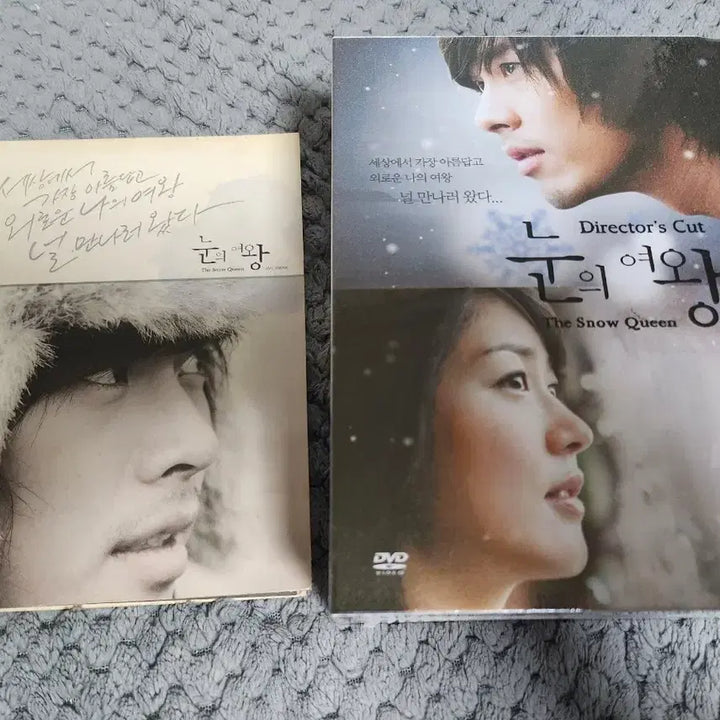 세상에서
가장 아름답고
외로운 나의 여왕
널 만나러 왔다
눈의 여왕
The Snow Queen
세상에서 가장 아름답고
외로운 나의 여왕
널 만나러 왔다...
Director's Cut
눈의 여왕
The Snow Queen
DVD